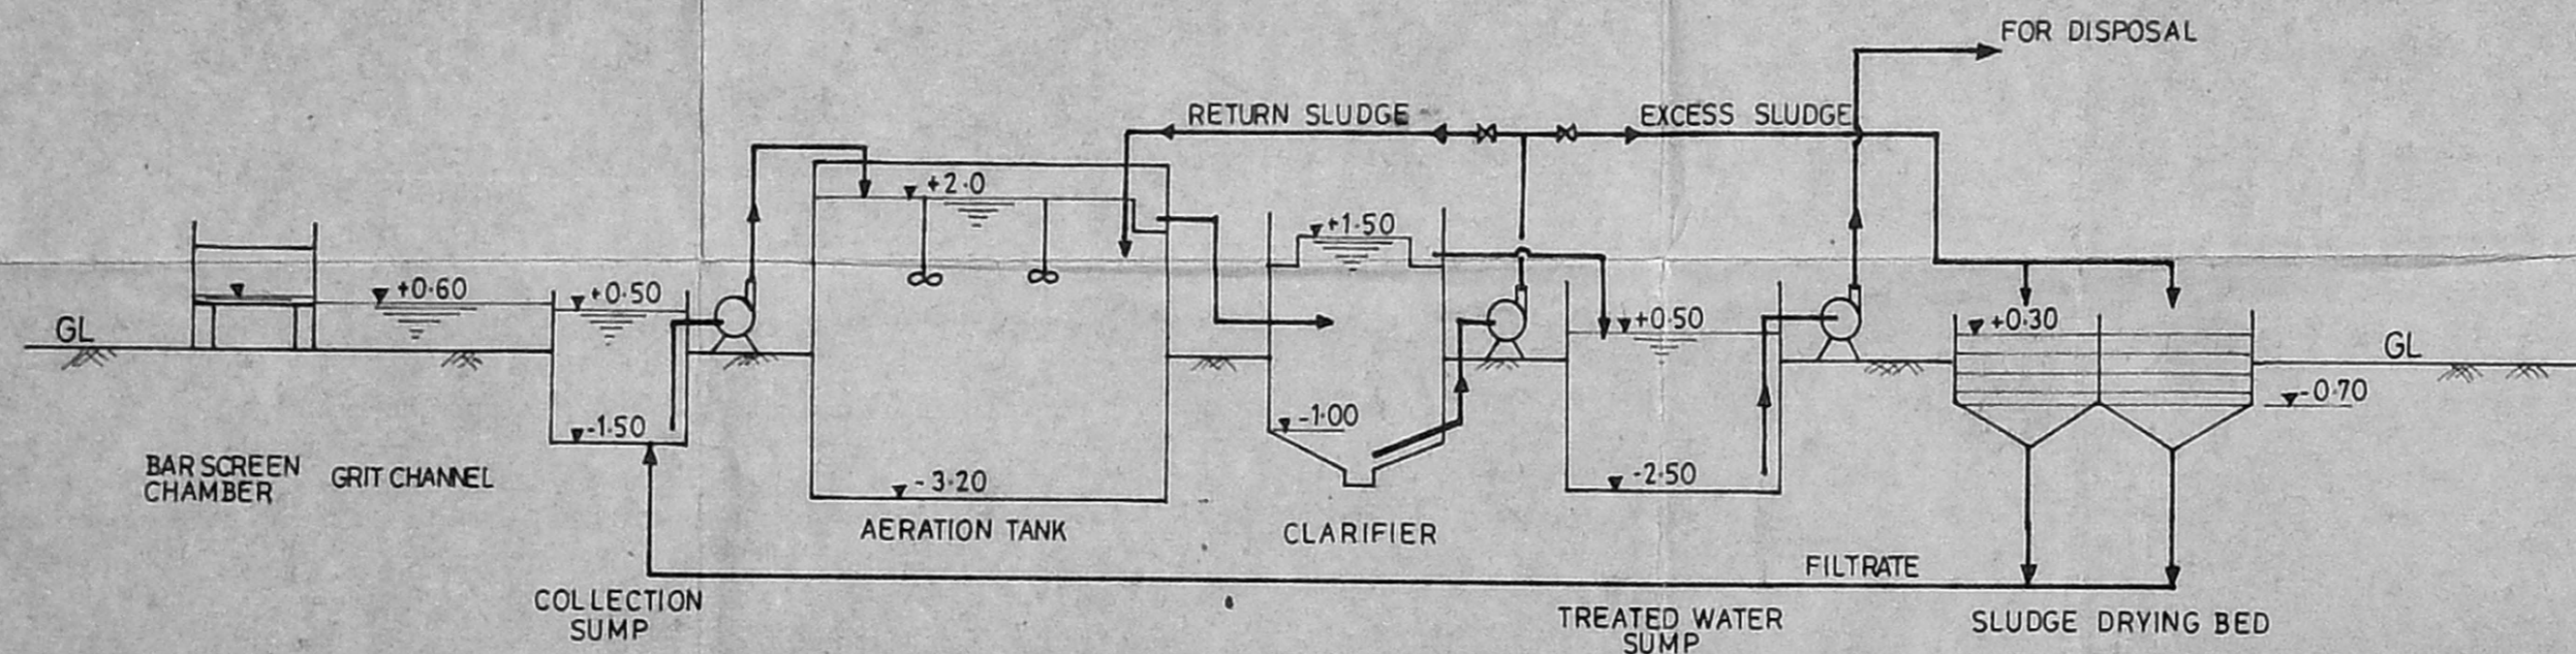 FOR DISPOSAL
RETURN SLUDGE
EXCESS SLUDGE
+2·0
+1·50
+0·60
+0·50
+0·50
+0·30
GL
GL
-0·70
-1·50
-1·00
-2·50
-3·20
BAR SCREEN
CHAMBER
GRIT CHANNEL
AERATION TANK
CLARIFIER
FILTRATE
COLLECTION
SUMP
TREATED WATER
SUMP
SLUDGE DRYING BED